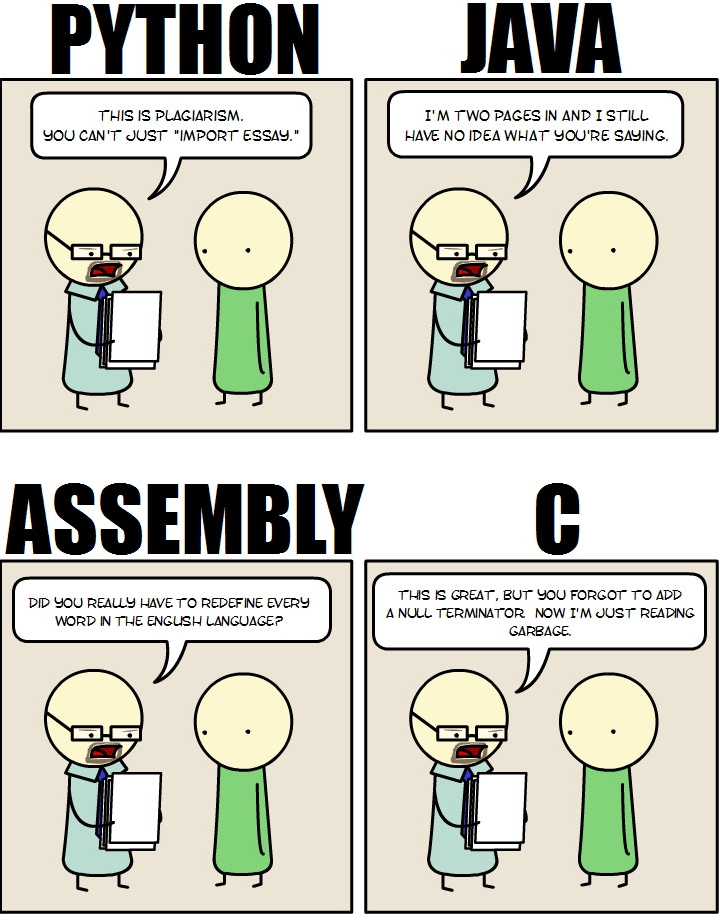 PYTHON
JAVA
THIS IS PLAGIARISM.
YOU CAN'T JUST "IMPORT ESSAY."
I'M TWO PAGES IN AND I STILL
HAVE NO IDEA WHAT YOU'RE SAYING.
ASSEMBLY
C
DID YOU REALLY HAVE TO REDEFINE EVERY
WORD IN THE ENGLISH LANGUAGE?
THIS IS GREAT, BUT YOU FORGOT TO ADD
A NULL TERMINATOR. NOW I'M JUST READING
GARBAGE.